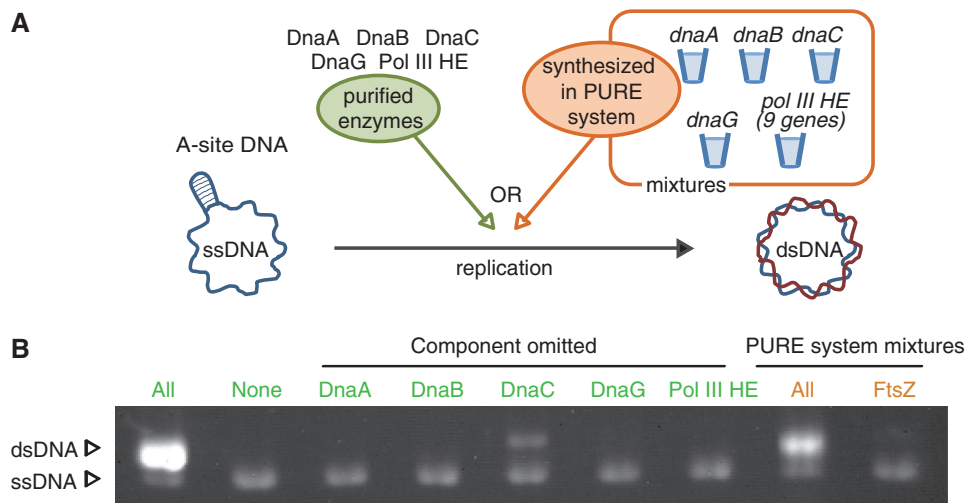 A
DnaA DnaB DnaC
DnaG Pol III HE
purified
enzymes
synthesized
in PURE
system
dnaA dnaB dnaC
dnaG pol III HE
(9 genes)
mixtures
A-site DNA
ssDNA
OR
replication
dsDNA
B
Component omitted
PURE system mixtures
All None DnaA DnaB DnaC DnaG Pol III HE All FtsZ
dsDNA
ssDNA